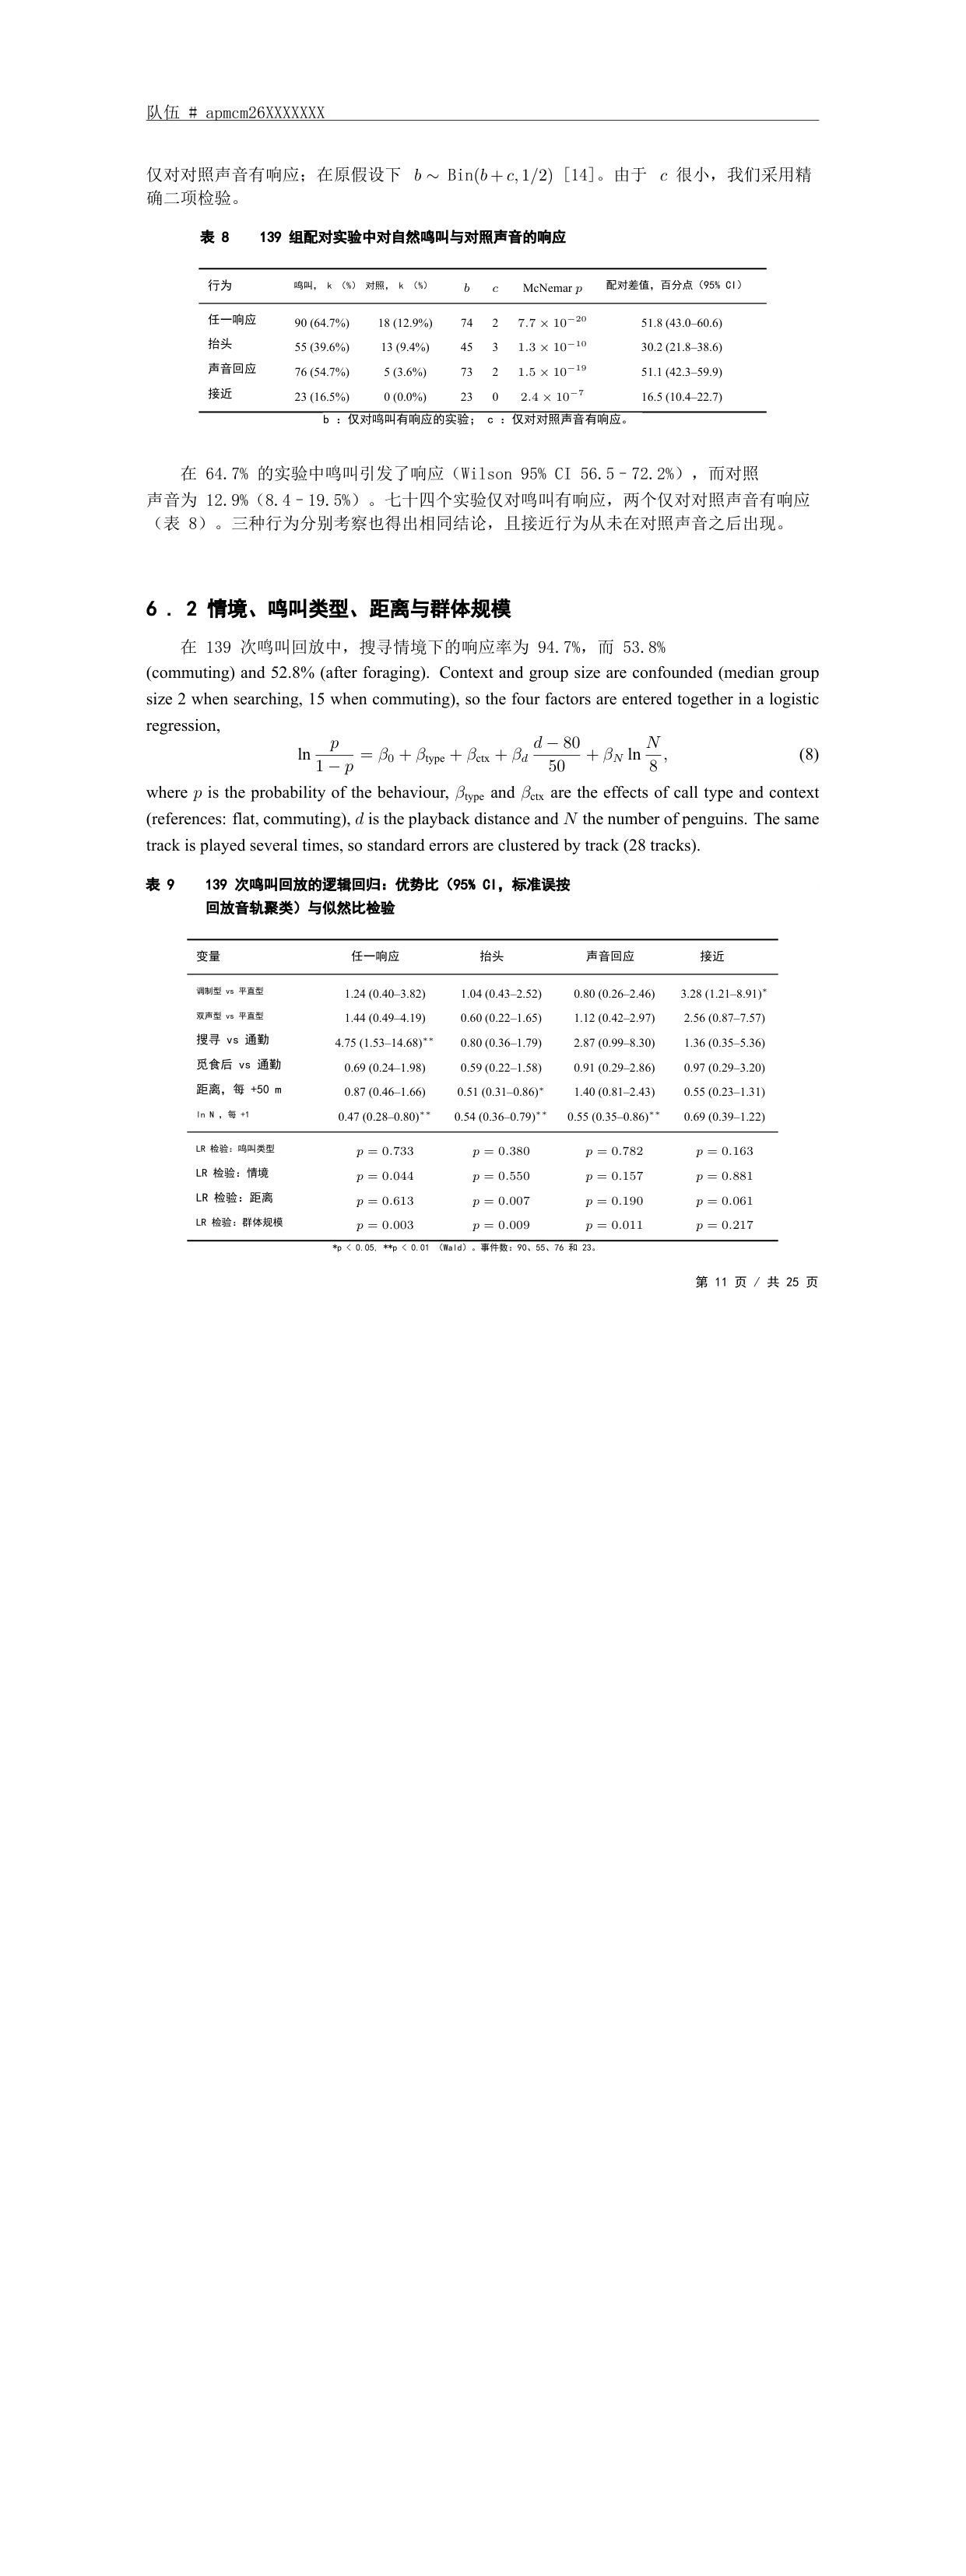 队伍 # apmcm26XXXXXXX
仅对对照声音有响应；在原假设下 b ~ Bin(b + c, 1/2) [14]。由于 c 很小，我们采用精
确二项检验。
表 8 139 组配对实验中对自然鸣叫与对照声音的响应
行为 鸣叫, k (%) 对照, k (%) b c McNemar p 配对差值, 百分点 (95% CI)
任一响应 90 (64.7%) 18 (12.9%) 74 2 7.7 × 10⁻²⁰ 51.8 (43.0–60.6)
抬头 55 (39.6%) 13 (9.4%) 45 3 1.3 × 10⁻¹⁰ 30.2 (21.8–38.6)
声音回应 76 (54.7%) 5 (3.6%) 73 2 1.5 × 10⁻¹⁹ 51.1 (42.3–59.9)
接近 23 (16.5%) 0 (0.0%) 23 0 2.4 × 10⁻⁷ 16.5 (10.4–22.7)
b : 仅对鸣叫有响应的实验; c : 仅对对照声音有响应。
在 64.7% 的实验中鸣叫引发了响应（Wilson 95% CI 56.5–72.2%），而对照
声音为 12.9%（8.4–19.5%）。七十四个实验仅对鸣叫有响应，两个仅对对照声音有响应
（表 8）。三种行为分别考察也得出相同结论，且接近行为从未在对照声音之后出现。
6 . 2 情境、鸣叫类型、距离与群体规模
在 139 次鸣叫回放中，搜寻情境下的响应率为 94.7%，而 53.8%
(commuting) and 52.8% (after foraging). Context and group size are confounded (median group
size 2 when searching, 15 when commuting), so the four factors are entered together in a logistic
regression,
ln p/(1 − p) = β₀ + β_type + β_ctx + β_d (d − 80)/50 + β_N ln N/8, (8)
where p is the probability of the behaviour, β_type and β_ctx are the effects of call type and context
(references: flat, commuting), d is the playback distance and N the number of penguins. The same
track is played several times, so standard errors are clustered by track (28 tracks).
表 9 139 次鸣叫回放的逻辑回归：优势比（95% CI，标准误按
回放音轨聚类）与似然比检验
变量 任一响应 抬头 声音回应 接近
调制型 vs 平直型 1.24 (0.40–3.82) 1.04 (0.43–2.52) 0.80 (0.26–2.46) 3.28 (1.21–8.91)*
双声型 vs 平直型 1.44 (0.49–4.19) 0.60 (0.22–1.65) 1.12 (0.42–2.97) 2.56 (0.87–7.57)
搜寻 vs 通勤 4.75 (1.53–14.68)** 0.80 (0.36–1.79) 2.87 (0.99–8.30) 1.36 (0.35–5.36)
觅食后 vs 通勤 0.69 (0.24–1.98) 0.59 (0.22–1.58) 0.91 (0.29–2.86) 0.97 (0.29–3.20)
距离, 每 +50 m 0.87 (0.46–1.66) 0.51 (0.31–0.86)* 1.40 (0.81–2.43) 0.55 (0.23–1.31)
ln N , 每 +1 0.47 (0.28–0.80)** 0.54 (0.36–0.79)** 0.55 (0.35–0.86)** 0.69 (0.39–1.22)
LR 检验: 鸣叫类型 p = 0.733 p = 0.380 p = 0.782 p = 0.163
LR 检验: 情境 p = 0.044 p = 0.550 p = 0.157 p = 0.881
LR 检验: 距离 p = 0.613 p = 0.007 p = 0.190 p = 0.061
LR 检验: 群体规模 p = 0.003 p = 0.009 p = 0.011 p = 0.217
*p < 0.05, **p < 0.01 (Wald) 。事件数: 90、55、76 和 23。
第 11 页 / 共 25 页